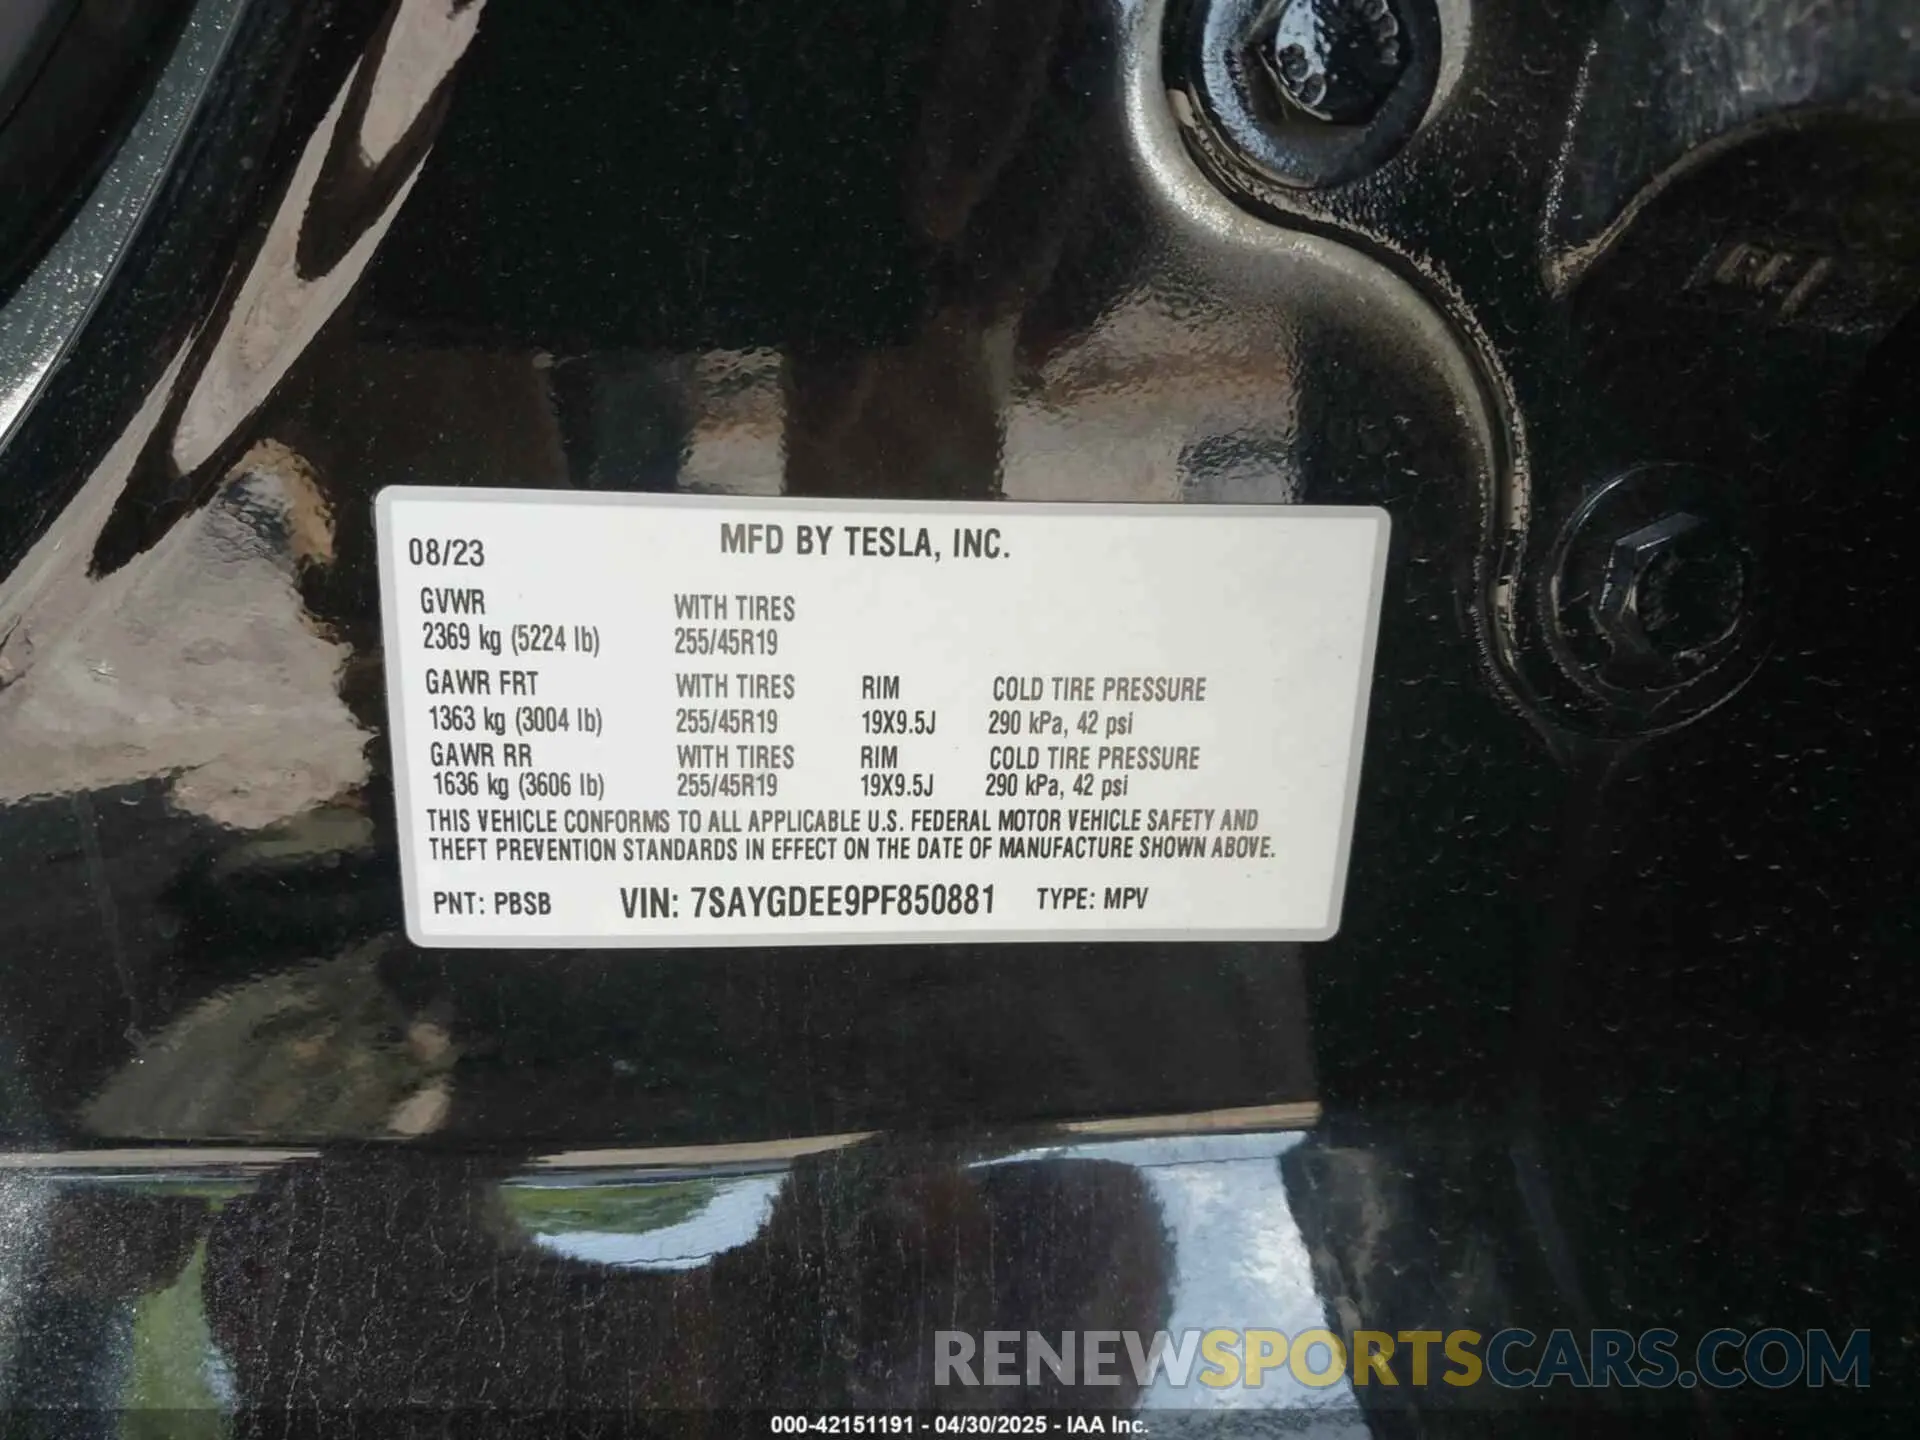 08/23 MFD BY TESLA, INC.
GVWR WITH TIRES
2369 kg (5224 lb) 255/45R19
GAWR FRT WITH TIRES RIM COLD TIRE PRESSURE
1363 kg (3004 lb) 255/45R19 19X9.5J 290 kPa, 42 psi
GAWR RR WITH TIRES RIM COLD TIRE PRESSURE
1636 kg (3606 lb) 255/45R19 19X9.5J 290 kPa, 42 psi
THIS VEHICLE CONFORMS TO ALL APPLICABLE U.S. FEDERAL MOTOR VEHICLE SAFETY AND
THEFT PREVENTION STANDARDS IN EFFECT ON THE DATE OF MANUFACTURE SHOWN ABOVE.
PNT: PBSB VIN: 7SAYGDEE9PF850881 TYPE: MPV
RENEWSPORTSCARS.COM
000-42151191 - 04/30/2025 - IAA Inc.